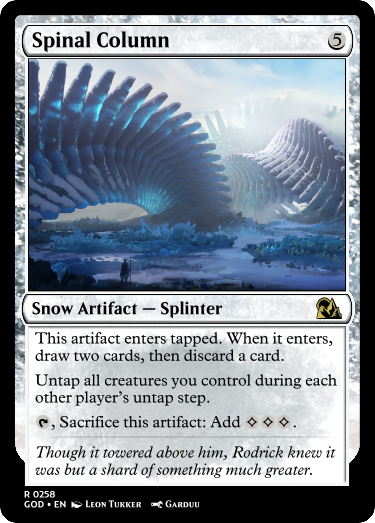 Spinal Column 5
Snow Artifact — Splinter
This artifact enters tapped. When it enters,
draw two cards, then discard a card.
Untap all creatures you control during each
other player's untap step.
, Sacrifice this artifact: Add .
Though it towered above him, Rodrick knew it
was but a shard of something much greater.
R 0258
GOD • EN Leon Tukker Garduu